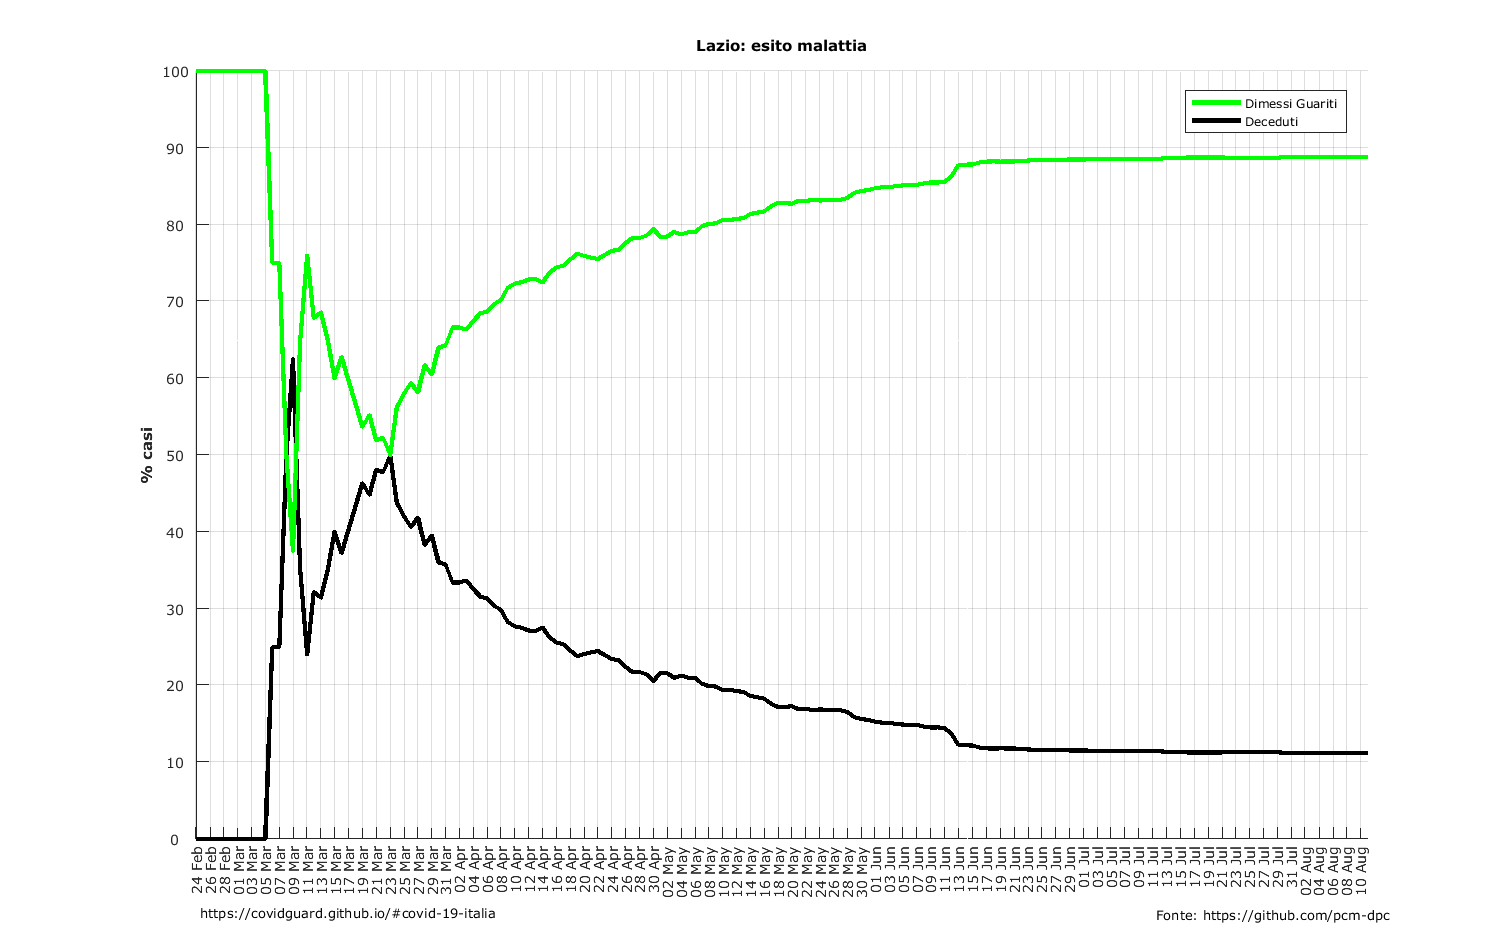 Lazio: esito malattia
Dimessi Guariti
Deceduti
% casi
100
90
80
70
60
50
40
30
20
10
0
24 Feb
26 Feb
28 Feb
01 Mar
03 Mar
05 Mar
07 Mar
09 Mar
11 Mar
13 Mar
15 Mar
17 Mar
19 Mar
21 Mar
23 Mar
25 Mar
27 Mar
29 Mar
31 Mar
02 Apr
04 Apr
06 Apr
08 Apr
10 Apr
12 Apr
14 Apr
16 Apr
18 Apr
20 Apr
22 Apr
24 Apr
26 Apr
28 Apr
30 Apr
02 May
04 May
06 May
08 May
10 May
12 May
14 May
16 May
18 May
20 May
22 May
24 May
26 May
28 May
30 May
01 Jun
03 Jun
05 Jun
07 Jun
09 Jun
11 Jun
13 Jun
15 Jun
17 Jun
19 Jun
21 Jun
23 Jun
25 Jun
27 Jun
29 Jun
01 Jul
03 Jul
05 Jul
07 Jul
09 Jul
11 Jul
13 Jul
15 Jul
17 Jul
19 Jul
21 Jul
23 Jul
25 Jul
27 Jul
29 Jul
31 Jul
02 Aug
04 Aug
06 Aug
08 Aug
10 Aug
https://covidguard.github.io/#covid-19-italia
Fonte: https://github.com/pcm-dpc